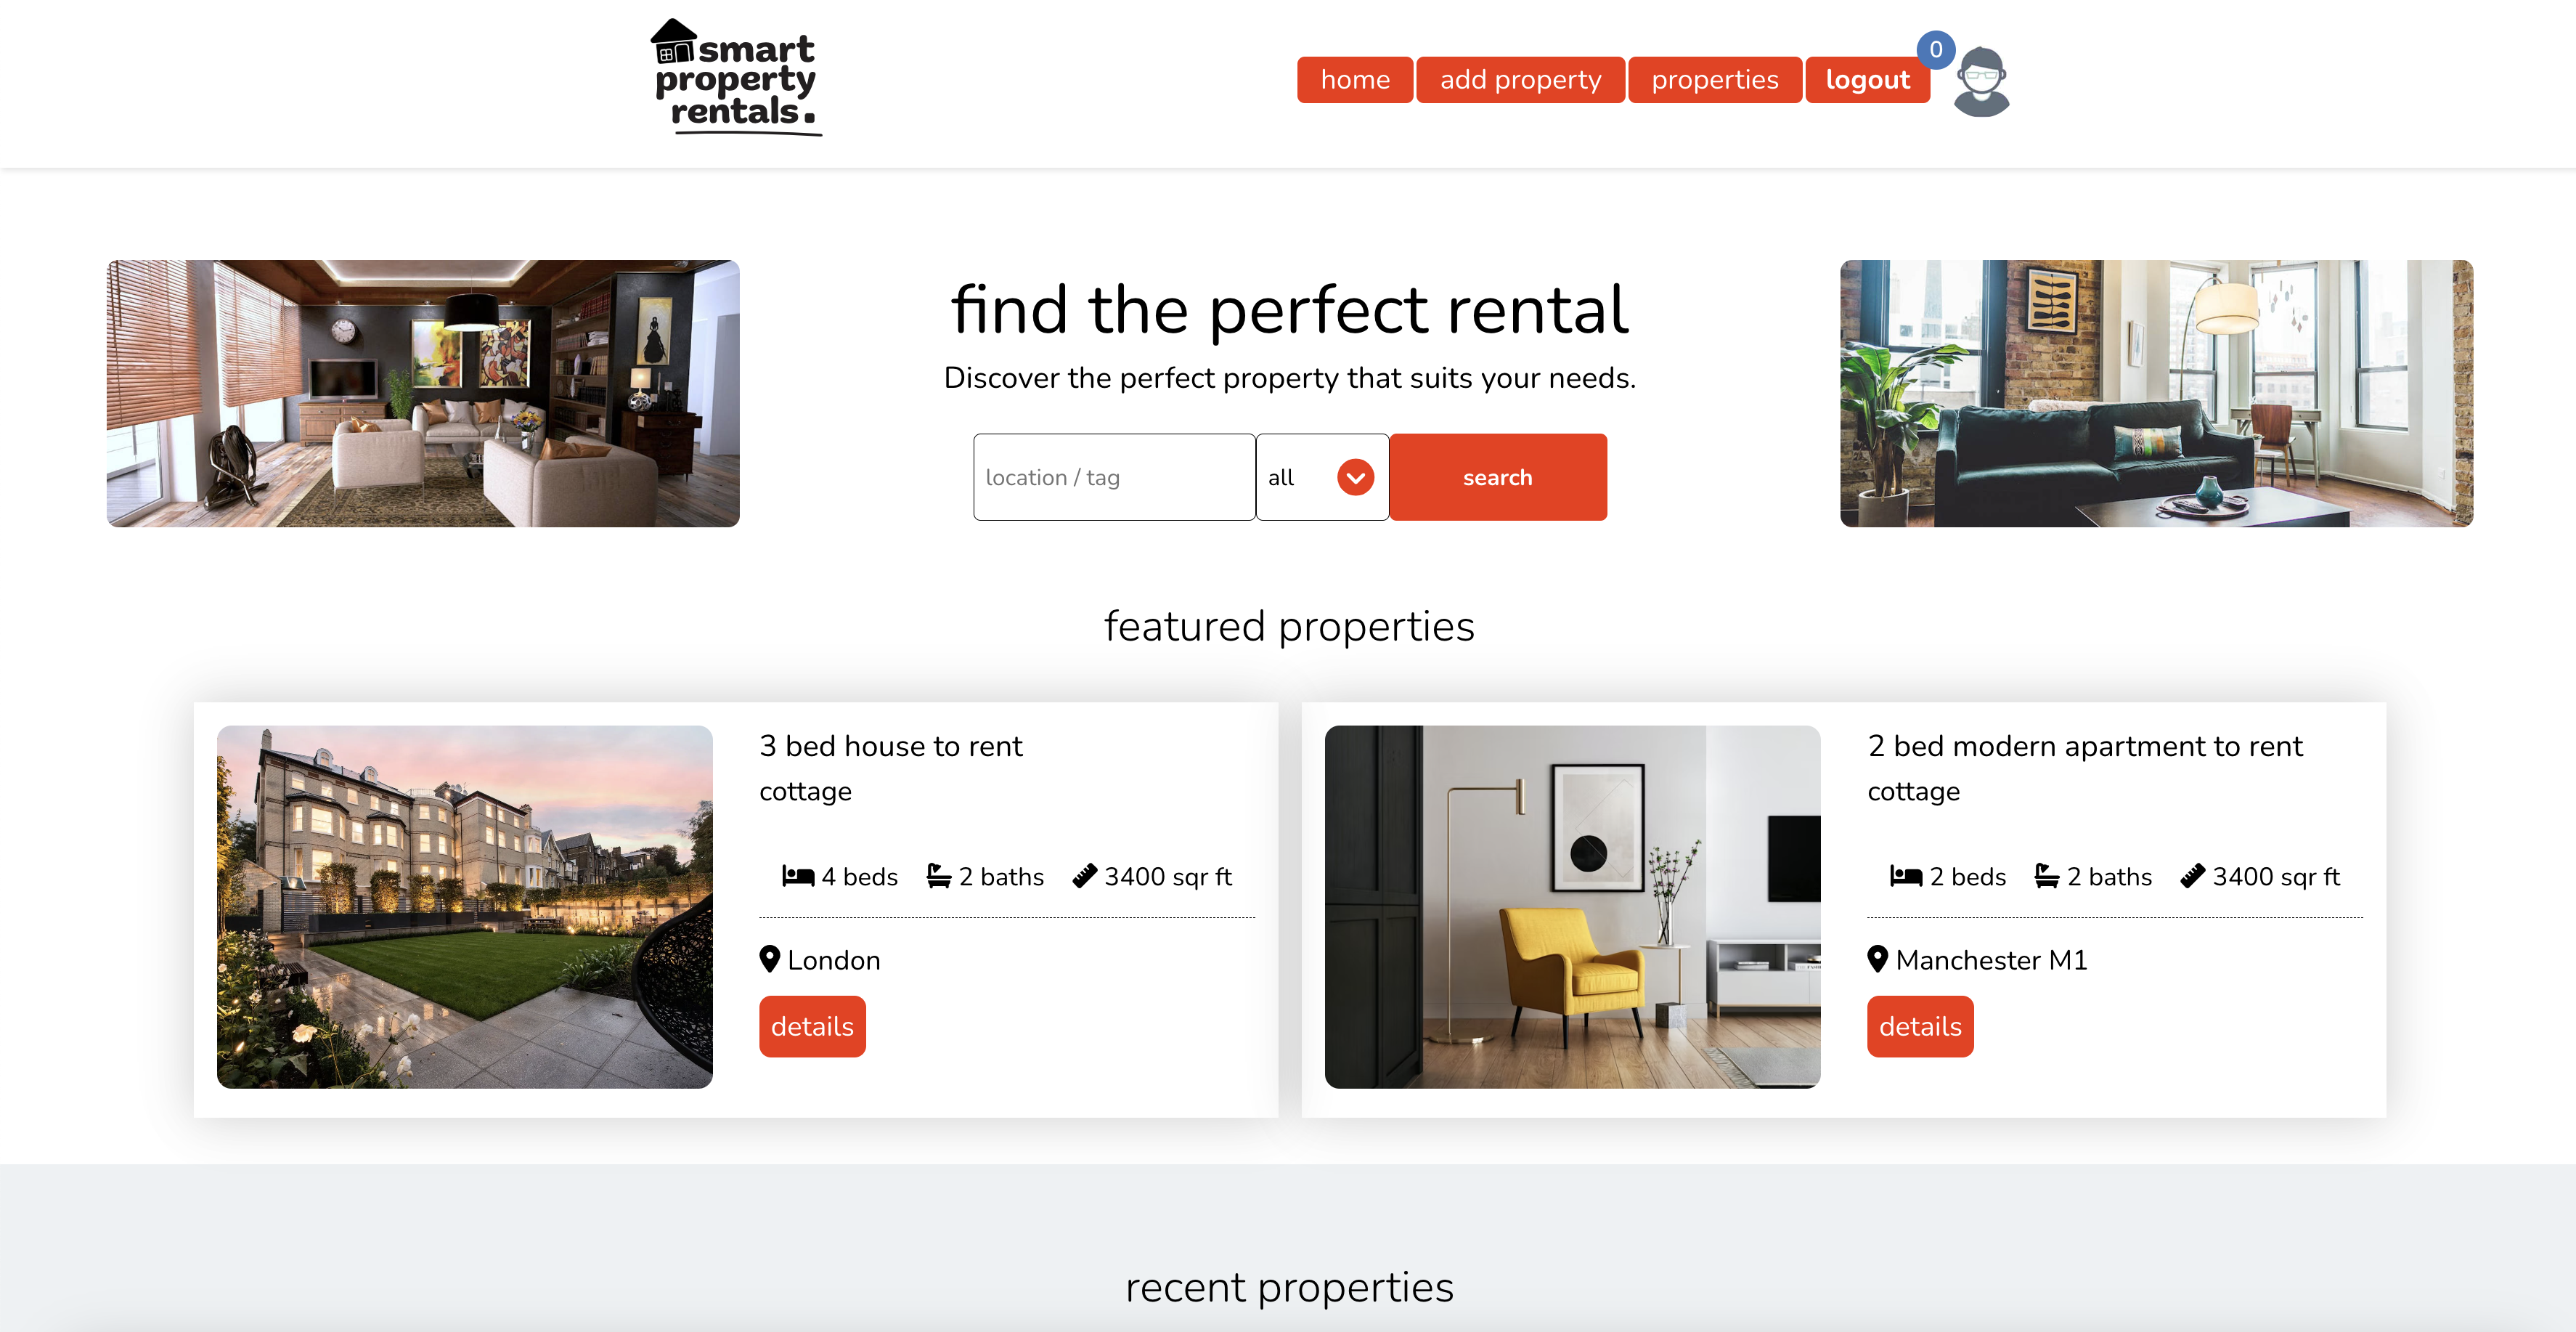 smart
property
rentals.
home add property properties logout 0
find the perfect rental
Discover the perfect property that suits your needs.
location / tag all search
featured properties
3 bed house to rent
cottage
4 beds 2 baths 3400 sqr ft
London
details
2 bed modern apartment to rent
cottage
2 beds 2 baths 3400 sqr ft
Manchester M1
details
recent properties